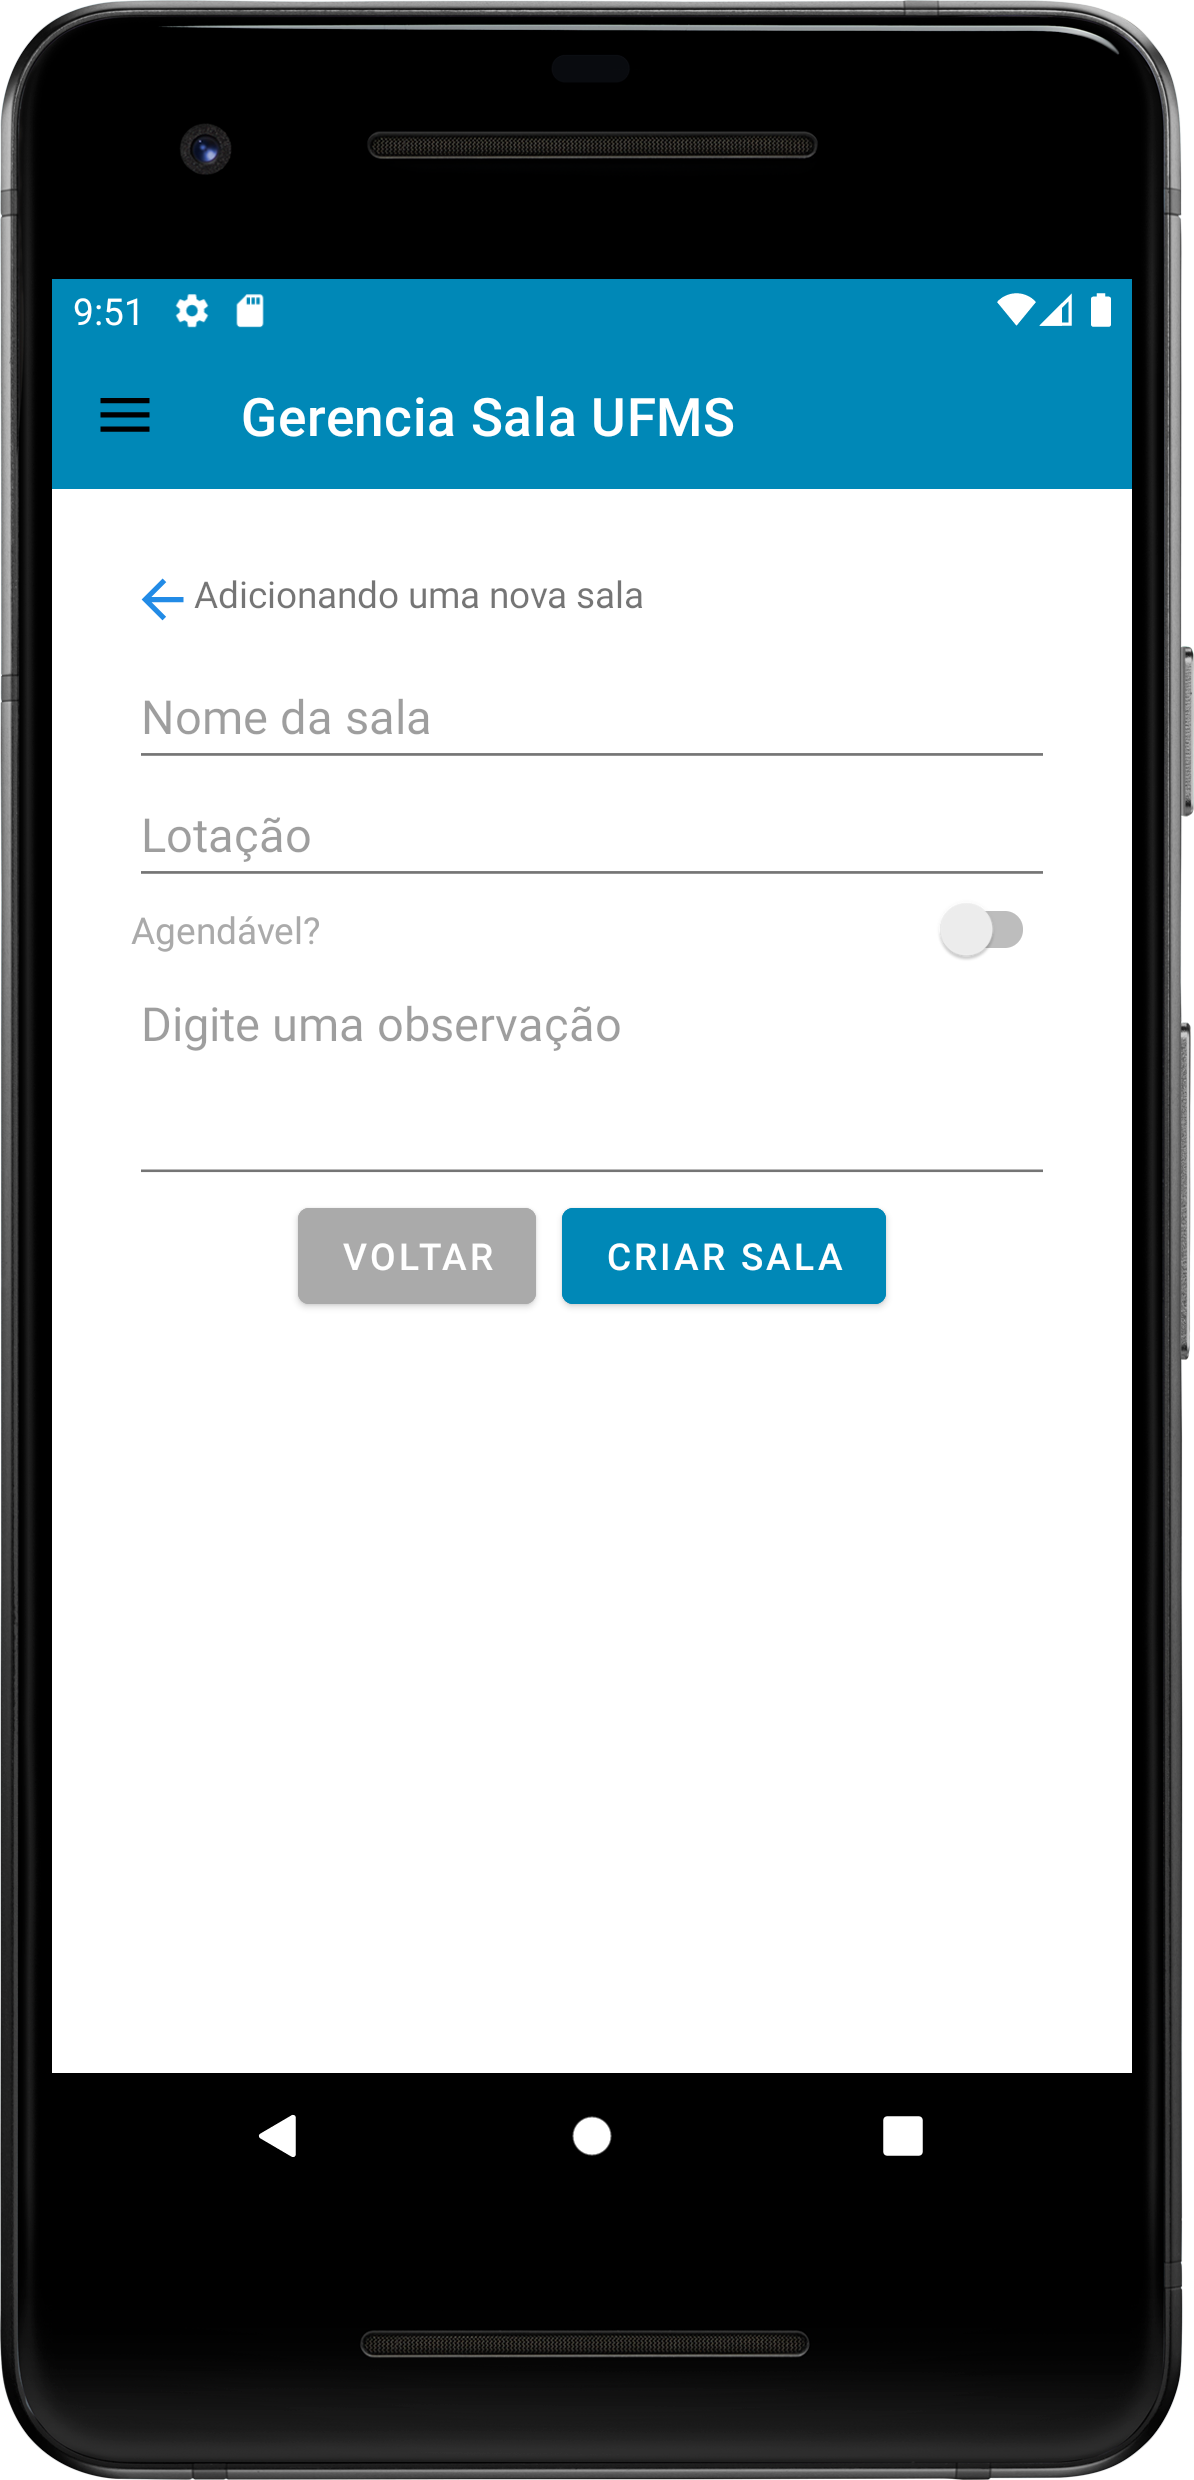 9:51
Gerencia Sala UFMS
Adicionando uma nova sala
Nome da sala
Lotação
Agendável?
Digite uma observação
VOLTAR CRIAR SALA